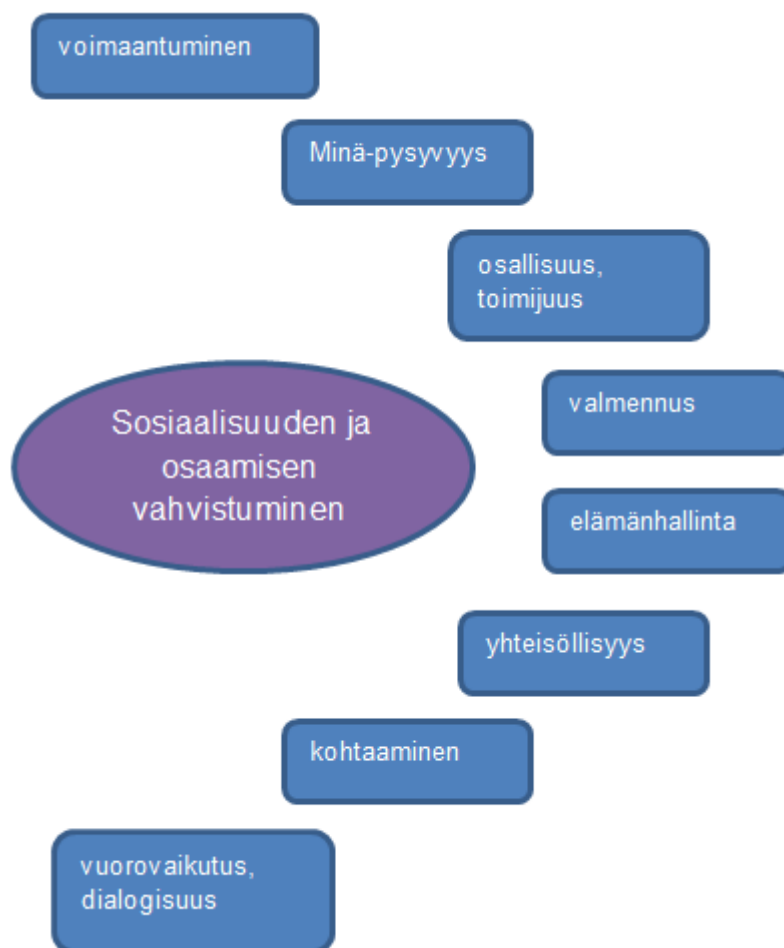 voimaantuminen
Minä-pysyvyys
osallisuus,
toimijuus
valmennus
Sosiaalisuuden ja
osaamisen
vahvistuminen
elämänhallinta
yhteisöllisyys
kohtaaminen
vuorovaikutus,
dialogisuus